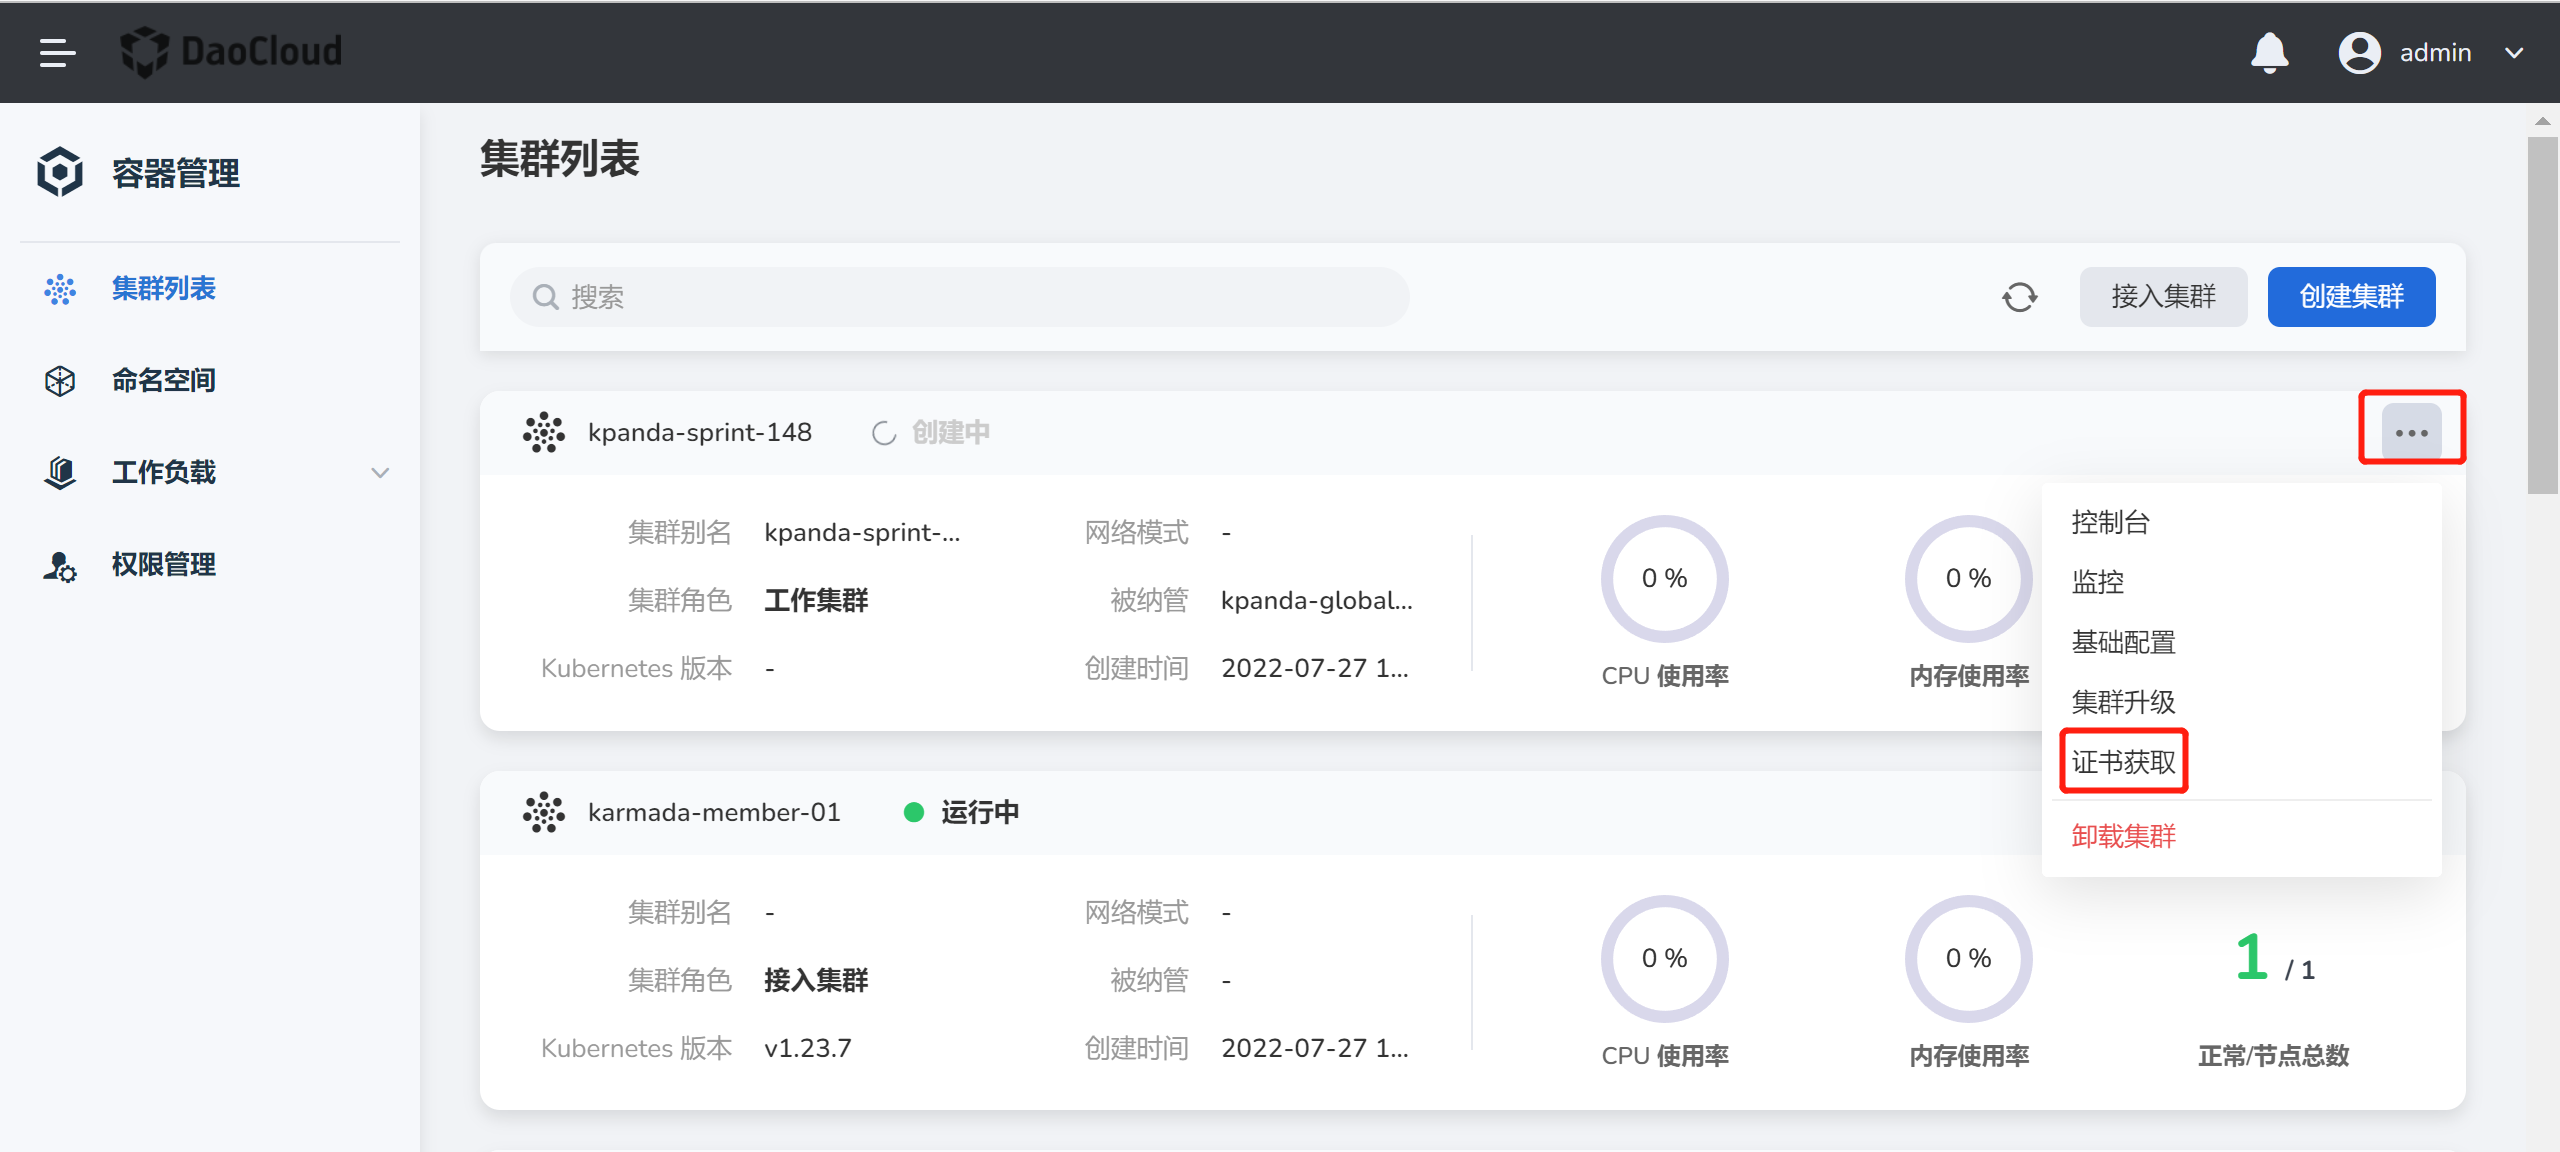 DaoCloud
admin
容器管理
集群列表
命名空间
工作负载
权限管理
集群列表
搜索
接入集群
创建集群
kpanda-sprint-148
创建中
集群别名 kpanda-sprint-...
网络模式 -
集群角色 工作集群
被纳管 kpanda-global...
Kubernetes 版本 -
创建时间 2022-07-27 1...
0 %
CPU 使用率
0 %
内存使用率
控制台
监控
基础配置
集群升级
证书获取
卸载集群
karmada-member-01
运行中
集群别名 -
网络模式 -
集群角色 接入集群
被纳管 -
Kubernetes 版本 v1.23.7
创建时间 2022-07-27 1...
0 %
CPU 使用率
0 %
内存使用率
1 / 1
正常/节点总数